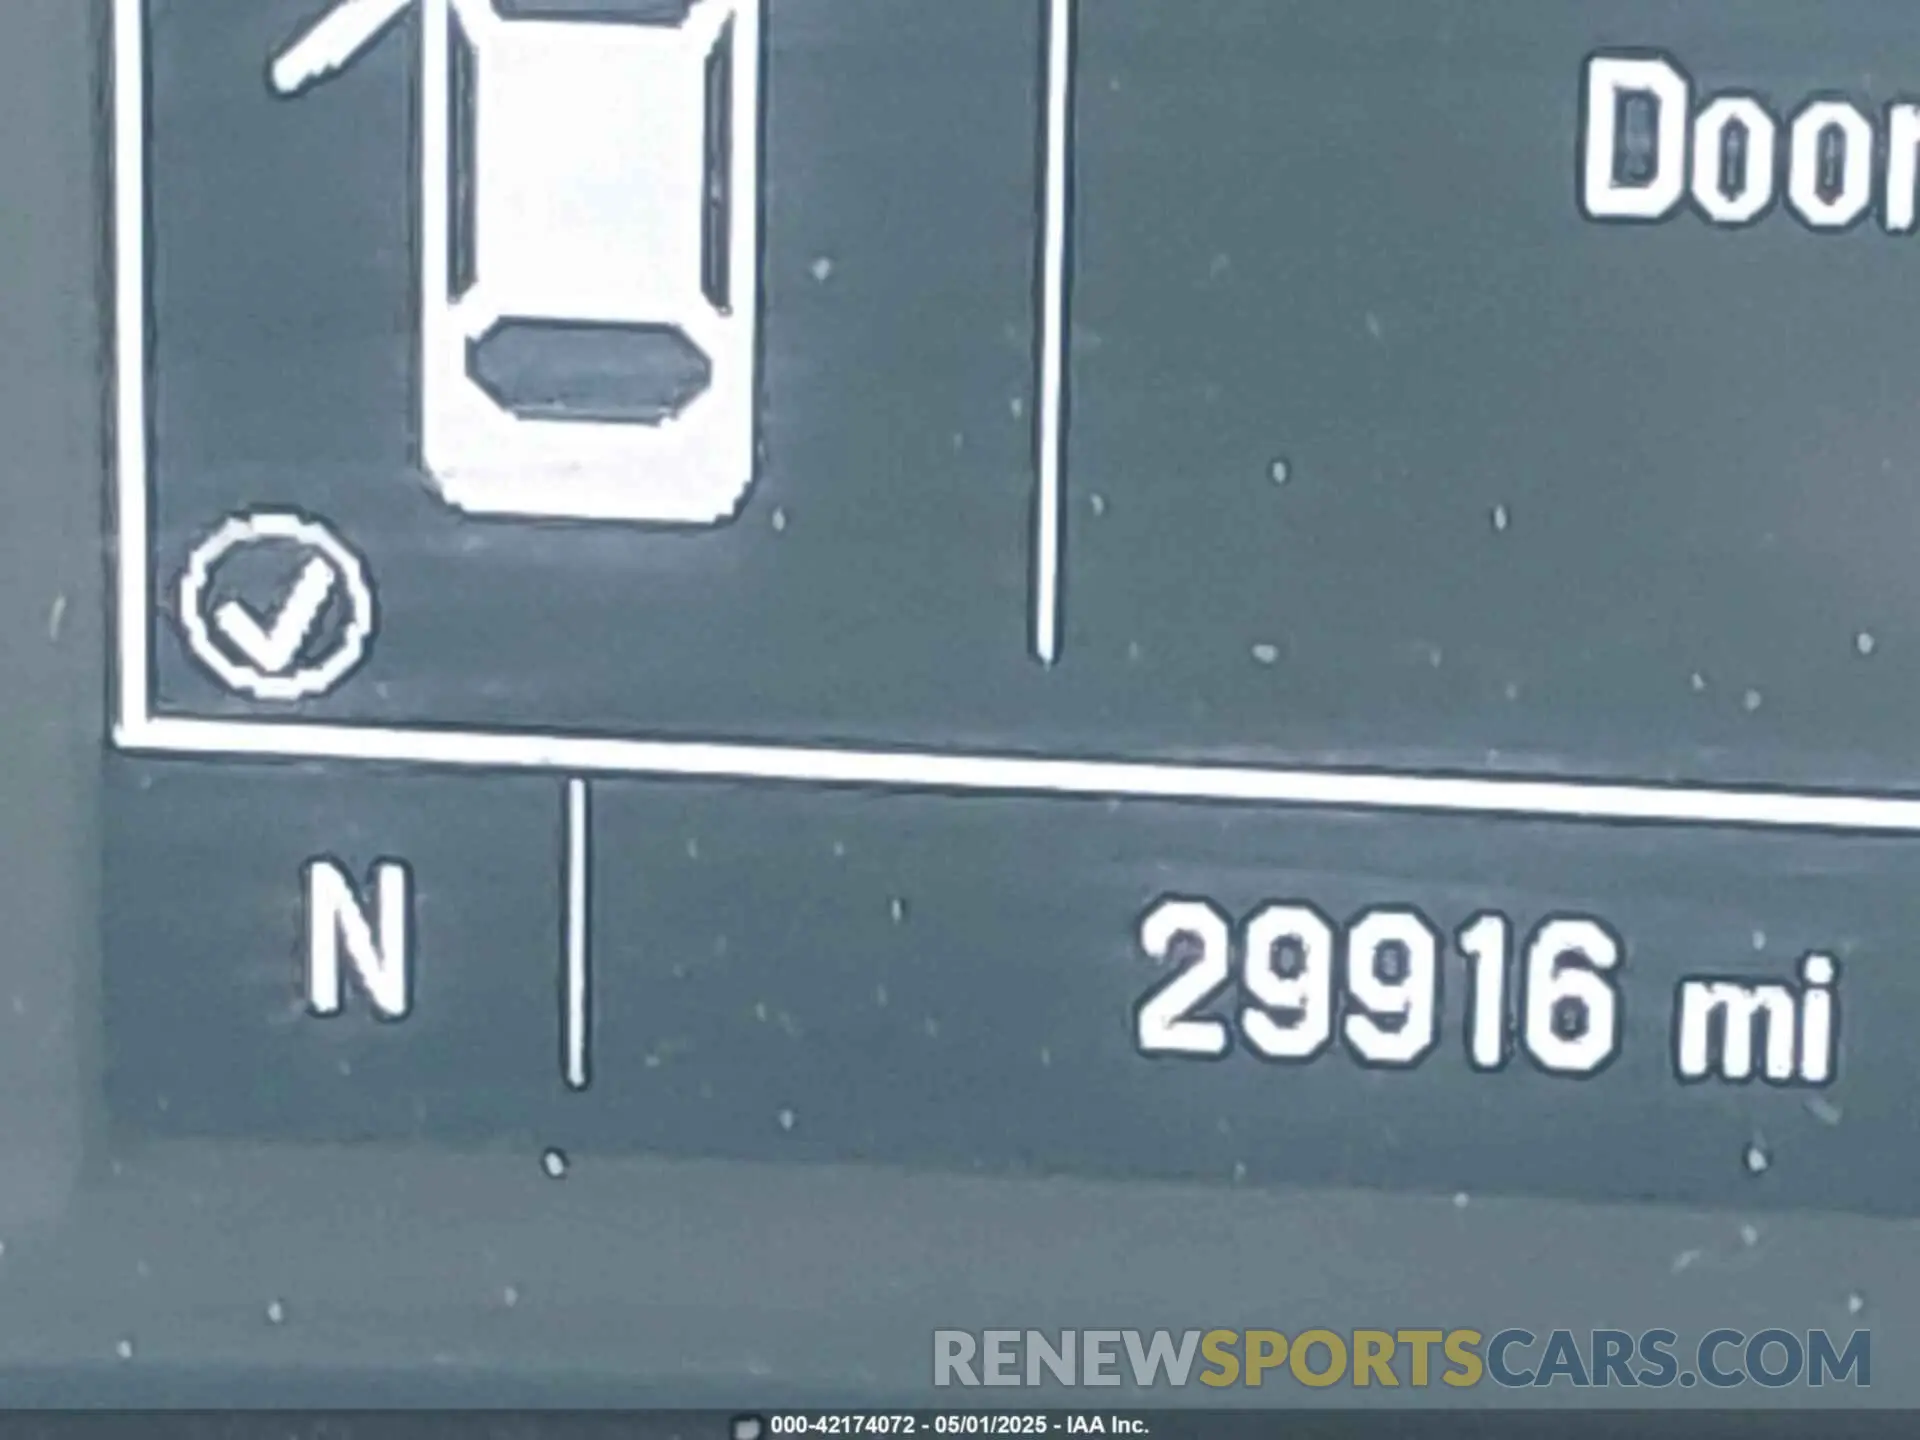 Door
N
29916 mi
RENEWSPORTSCARS.COM
000-42174072 - 05/01/2025 - IAA Inc.